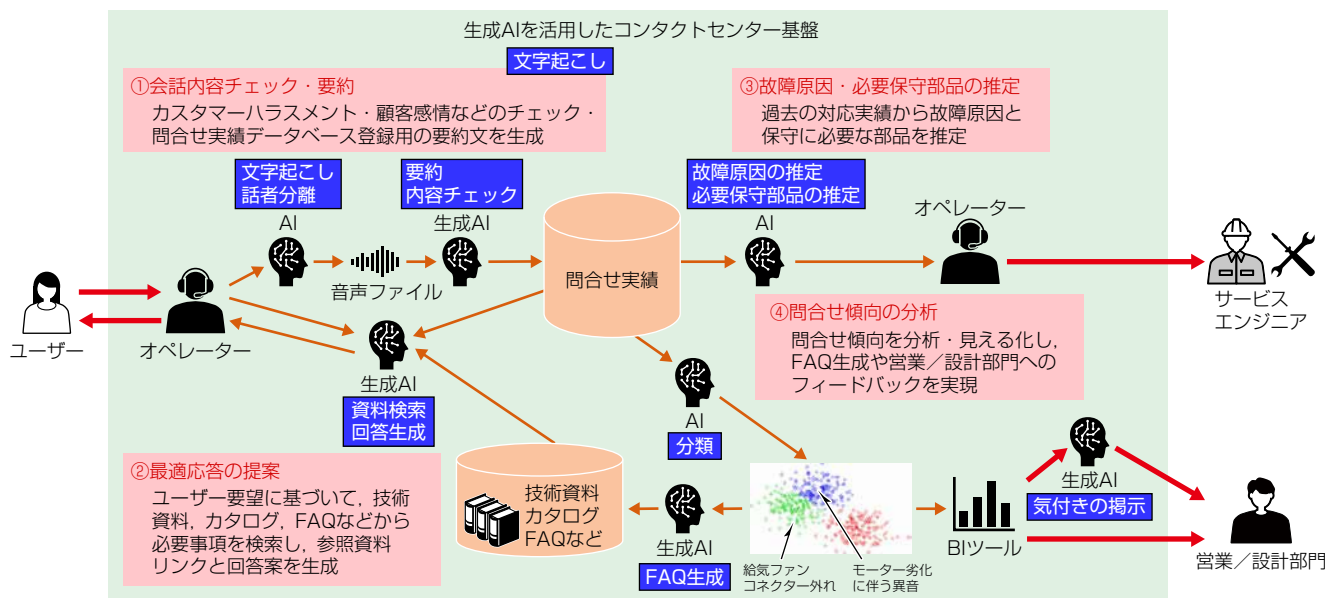 生成AIを活用したコンタクトセンター基盤
文字起こし
①会話内容チェック・要約
カスタマーハラスメント・顧客感情などのチェック・
問合せ実績データベース登録用の要約文を生成
③故障原因・必要保守部品の推定
過去の対応実績から故障原因と
保守に必要な部品を推定
文字起こし
話者分離
AI
要約
内容チェック
生成AI
音声ファイル
問合せ実績
故障原因の推定
必要保守部品の推定
AI
オペレーター
サービス
エンジニア
ユーザー
オペレーター
生成AI
資料検索
回答生成
④問合せ傾向の分析
問合せ傾向を分析・見える化し，
FAQ生成や営業／設計部門への
フィードバックを実現
AI
分類
②最適応答の提案
ユーザー要望に基づいて，技術
資料，カタログ，FAQなどから
必要事項を検索し，参照資料
リンクと回答案を生成
技術資料
カタログ
FAQなど
生成AI
FAQ生成
給気ファン
コネクター外れ
モーター劣化
に伴う異音
BIツール
生成AI
気付きの掲示
営業／設計部門